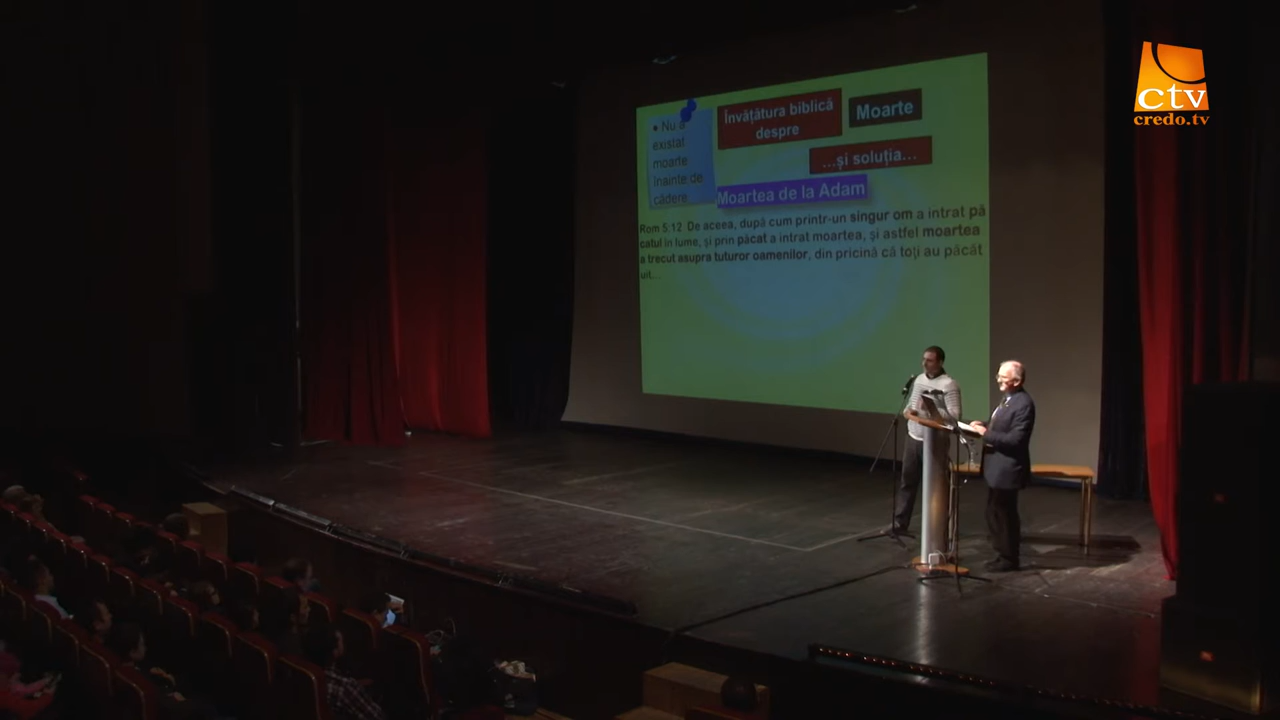 ctv
credo.tv
• Nu a
existat
moarte
înainte de
cădere
Învățătura biblică
despre
Moarte
...și soluția...
Moartea de la Adam
Rom 5:12 De aceea, după cum printr-un singur om a intrat pă
catul în lume, și prin păcat a intrat moartea, și astfel moartea
a trecut asupra tuturor oamenilor, din pricină că toți au păcăt
uit...